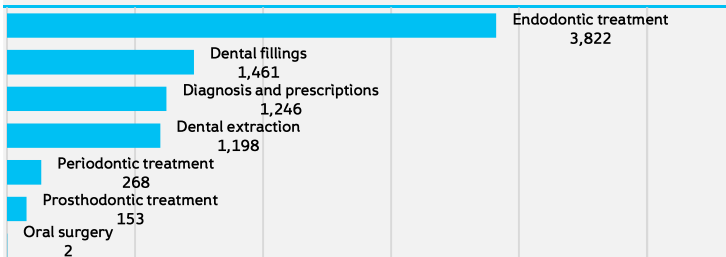 Endodontic treatment
3,822
Dental fillings
1,461
Diagnosis and prescriptions
1,246
Dental extraction
1,198
Periodontic treatment
268
Prosthodontic treatment
153
Oral surgery
2